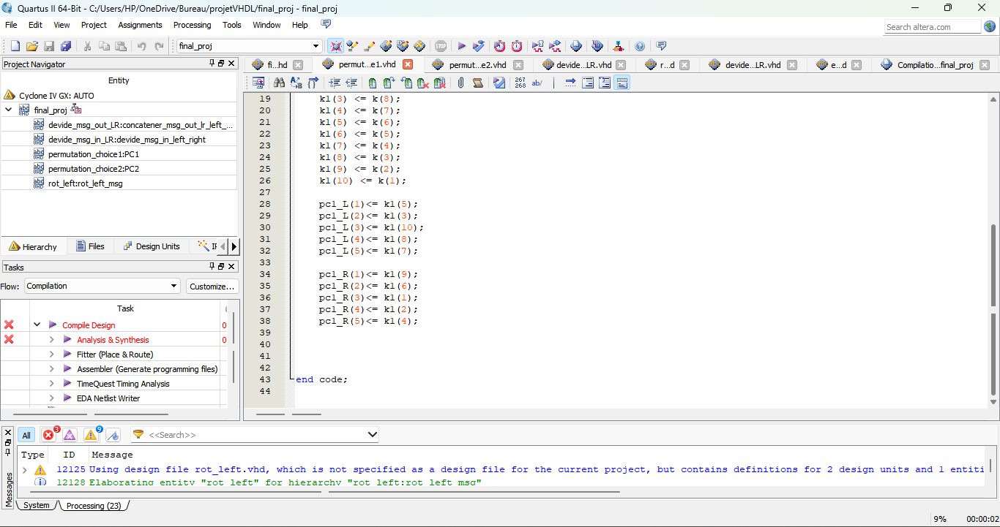 Quartus II 64-Bit - C:/Users/HP/OneDrive/Bureau/projetVHDL/final_proj - final_proj
File Edit View Project Assignments Processing Tools Window Help
Search altera.com
final_proj
Project Navigator
fi...hd permut...e1.vhd permut...e2.vhd devide...LR.vhd r...d devide...LR.vhd e...d Compilatio...final_proj
Entity
Cyclone IV GX: AUTO
final_proj
devide_msg_out_LR:concatener_msg_out_lr_left_...
devide_msg_in_LR:devide_msg_in_left_right
permutation_choice1:PC1
permutation_choice2:PC2
rot_left:rot_left_msg
Hierarchy Files Design Units IF
Tasks
Flow: Compilation Customize...
Task
Compile Design 0
Analysis & Synthesis 0
Fitter (Place & Route)
Assembler (Generate programming files)
TimeQuest Timing Analysis
EDA Netlist Writer
267
268 ab/
19 k1(3) <= k(8);
20 k1(4) <= k(7);
21 k1(5) <= k(6);
22 k1(6) <= k(5);
23 k1(7) <= k(4);
24 k1(8) <= k(3);
25 k1(9) <= k(2);
26 k1(10) <= k(1);
27
28 pc1_L(1)<= k1(5);
29 pc1_L(2)<= k1(3);
30 pc1_L(3)<= k1(10);
31 pc1_L(4)<= k1(8);
32 pc1_L(5)<= k1(7);
33
34 pc1_R(1)<= k1(9);
35 pc1_R(2)<= k1(6);
36 pc1_R(3)<= k1(1);
37 pc1_R(4)<= k1(2);
38 pc1_R(5)<= k1(4);
39
40
41
42
43 end code;
44
Messages
All 3 9 <<Search>>
Type ID Message
12125 Using design file rot_left.vhd, which is not specified as a design file for the current project, but contains definitions for 2 design units and 1 entiti
12128 Elaborating entity "rot_left" for hierarchy "rot_left:rot_left_msg"
System Processing (23)
9% 00:00:02